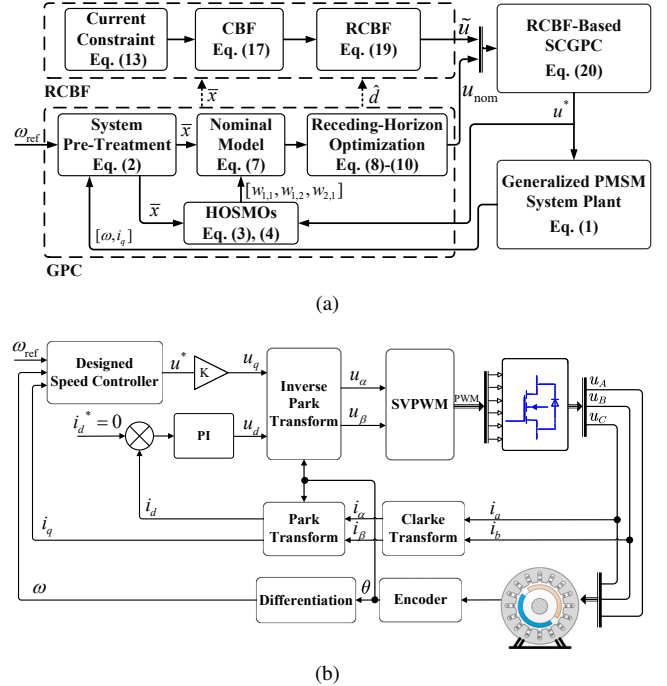 Current
Constraint
Eq. (13)
CBF
Eq. (17)
RCBF
Eq. (19)
ũ
RCBF-Based
SCGPC
Eq. (20)
RCBF
x̅
d̂
u_nom
u*
ω_ref
System
Pre-Treatment
Eq. (2)
x̅
Nominal
Model
Eq. (7)
Receding-Horizon
Optimization
Eq. (8)-(10)
[w_{1,1}, w_{1,2}, w_{2,1}]
x̅
HOSMOs
Eq. (3), (4)
[ω, i_q]
GPC
Generalized PMSM
System Plant
Eq. (1)
(a)
ω_ref
Designed
Speed Controller
u*
K
u_q
Inverse
Park
Transform
u_α
u_β
SVPWM
PWM
u_A
u_B
u_C
i_d* = 0
PI
u_d
i_d
i_q
Park
Transform
i_α
i_β
Clarke
Transform
i_a
i_b
ω
Differentiation
θ
Encoder
(b)